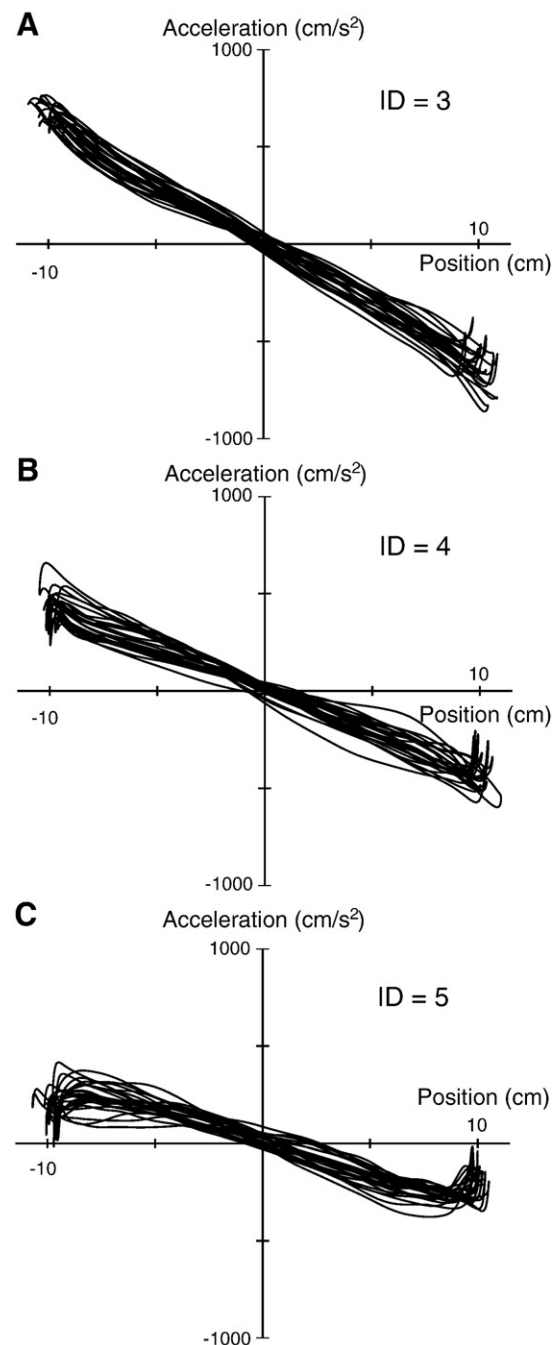 A
Acceleration (cm/s²)
1000
ID = 3
10
-10
Position (cm)
-1000
B
Acceleration (cm/s²)
1000
ID = 4
10
-10
Position (cm)
-1000
C
Acceleration (cm/s²)
1000
ID = 5
Position (cm)
10
-10
-1000